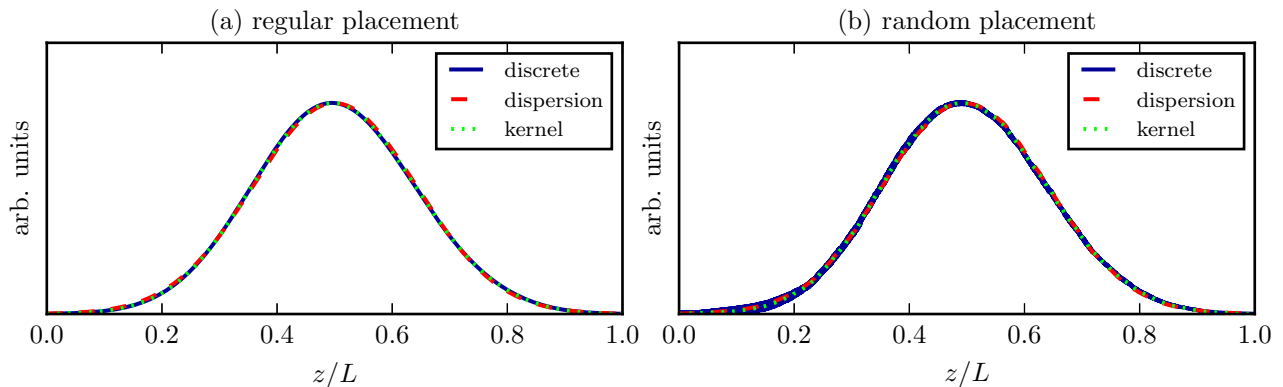 (a) regular placement
arb. units
discrete
dispersion
kernel
0.0 0.2 0.4 0.6 0.8 1.0
z/L
(b) random placement
arb. units
discrete
dispersion
kernel
0.0 0.2 0.4 0.6 0.8 1.0
z/L